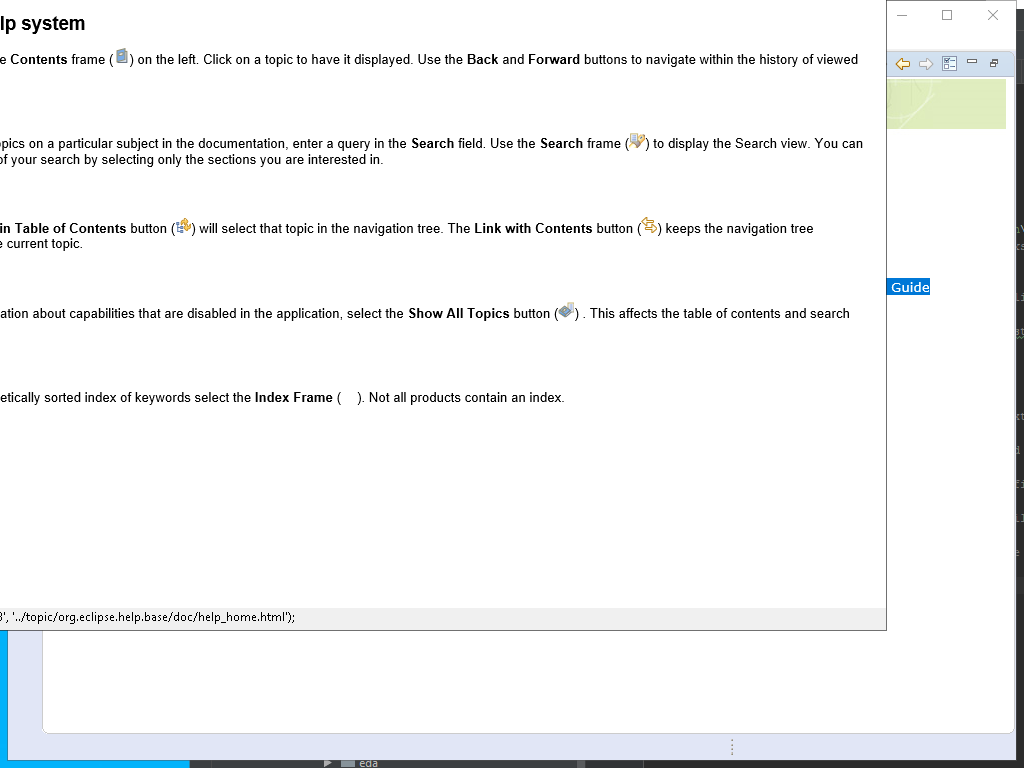 lp system
e Contents frame ( ) on the left. Click on a topic to have it displayed. Use the Back and Forward buttons to navigate within the history of viewed
pics on a particular subject in the documentation, enter a query in the Search field. Use the Search frame ( ) to display the Search view. You can
of your search by selecting only the sections you are interested in.
in Table of Contents button ( ) will select that topic in the navigation tree. The Link with Contents button ( ) keeps the navigation tree
e current topic.
Guide
ation about capabilities that are disabled in the application, select the Show All Topics button ( ) . This affects the table of contents and search
etically sorted index of keywords select the Index Frame ( ). Not all products contain an index.
', '../topic/org.eclipse.help.base/doc/help_home.html');
eda